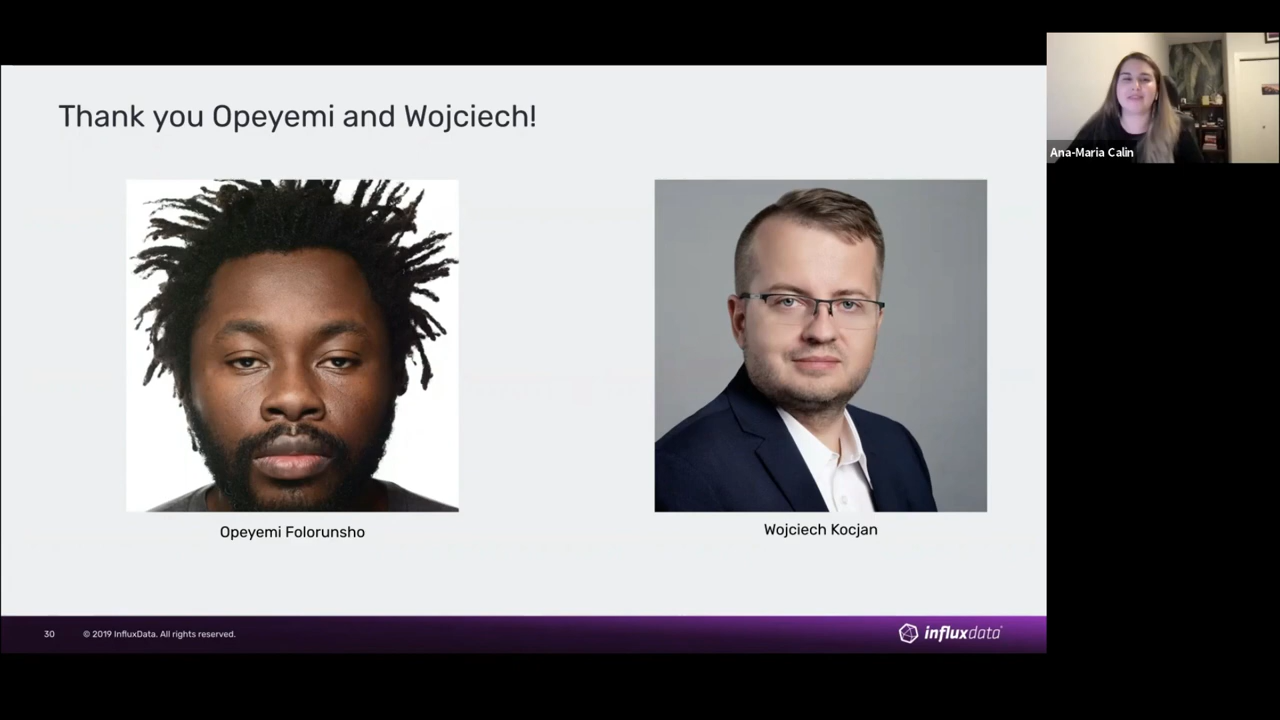 Thank you Opeyemi and Wojciech!
Ana-Maria Calin
Opeyemi Folorunsho
Wojciech Kocjan
30
© 2019 InfluxData. All rights reserved.
influxdata